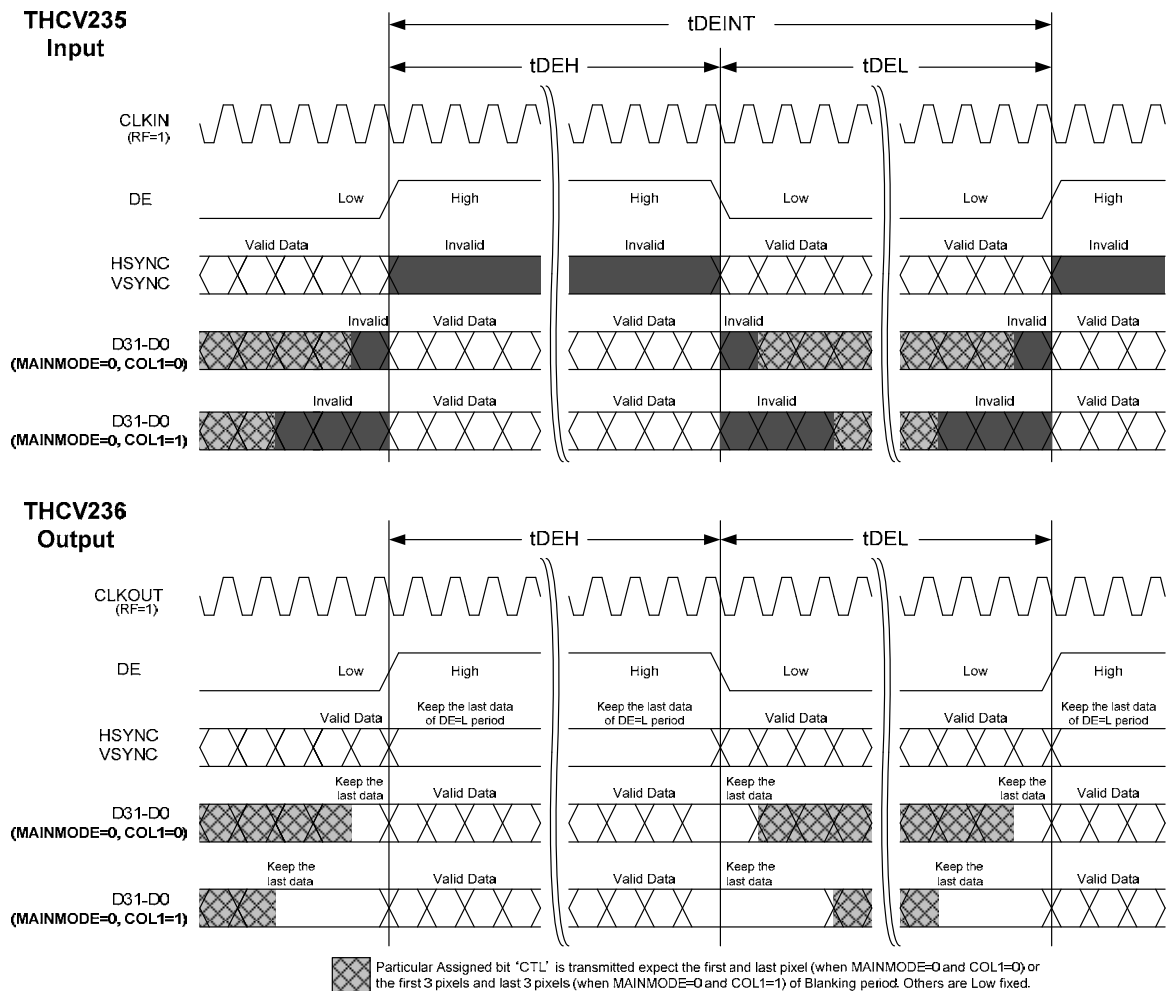 THCV235
Input
tDEINT
tDEH
tDEL
CLKIN
(RF=1)
DE
Low
High
High
Low
Low
High
Valid Data
Invalid
Invalid
Valid Data
Valid Data
Invalid
HSYNC
VSYNC
Invalid
Valid Data
Valid Data
Invalid
Invalid
Valid Data
D31-D0
(MAINMODE=0, COL1=0)
Invalid
Valid Data
Valid Data
Invalid
Invalid
Valid Data
D31-D0
(MAINMODE=0, COL1=1)
THCV236
Output
tDEH
tDEL
CLKOUT
(RF=1)
DE
Low
High
High
Low
Low
High
Valid Data
Keep the last data
of DE=L period
Keep the last data
of DE=L period
Valid Data
Valid Data
Keep the last data
of DE=L period
HSYNC
VSYNC
Keep the
last data
Valid Data
Valid Data
Keep the
last data
Keep the
last data
Valid Data
D31-D0
(MAINMODE=0, COL1=0)
Keep the
last data
Valid Data
Valid Data
Keep the
last data
Keep the
last data
Valid Data
D31-D0
(MAINMODE=0, COL1=1)
Particular Assigned bit 'CTL' is transmitted expect the first and last pixel (when MAINMODE=0 and COL1=0) or
the first 3 pixels and last 3 pixels (when MAINMODE=0 and COL1=1) of Blanking period. Others are Low fixed.